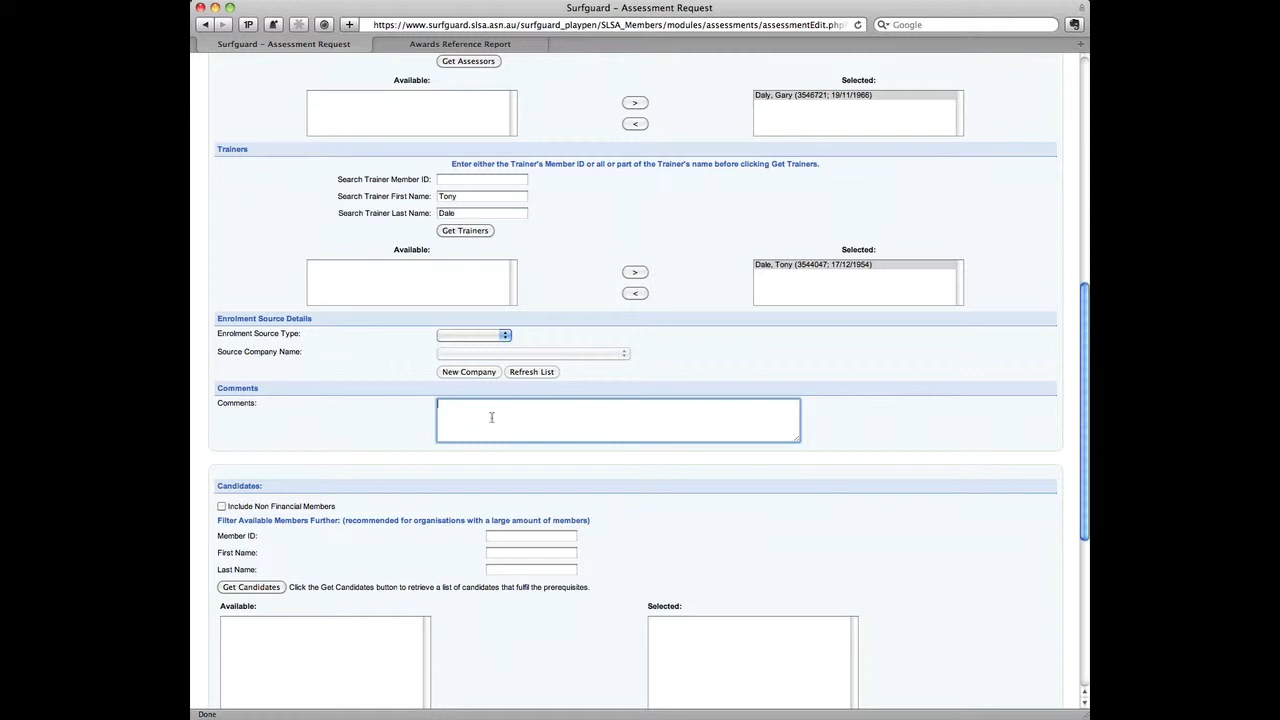 Surfguard – Assessment Request
1P
https://www.surfguard.slsa.asn.au/surfguard_playpen/SLSA_Members/modules/assessments/assessmentEdit.php
Google
Surfguard – Assessment Request
Awards Reference Report
Get Assessors
Available:
Selected:
Daly, Gary (3546721; 19/11/1966)
>
<
Trainers
Enter either the Trainer's Member ID or all or part of the Trainer's name before clicking Get Trainers.
Search Trainer Member ID:
Search Trainer First Name: Tony
Search Trainer Last Name: Dale
Get Trainers
Available:
Selected:
Dale, Tony (3544047; 17/12/1954)
>
<
Enrolment Source Details
Enrolment Source Type:
Source Company Name:
New Company Refresh List
Comments
Comments:
Candidates:
Include Non Financial Members
Filter Available Members Further: (recommended for organisations with a large amount of members)
Member ID:
First Name:
Last Name:
Get Candidates Click the Get Candidates button to retrieve a list of candidates that fulfil the prerequisites.
Available:
Selected:
Done